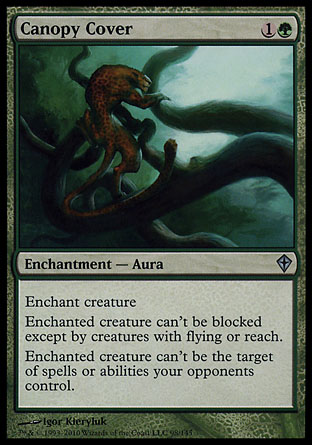 Canopy Cover 1
Enchantment — Aura
Enchant creature
Enchanted creature can't be blocked
except by creatures with flying or reach.
Enchanted creature can't be the target
of spells or abilities your opponents
control.
Igor Kieryluk
™ & © 1993–2010 Wizards of the Coast LLC 98/145